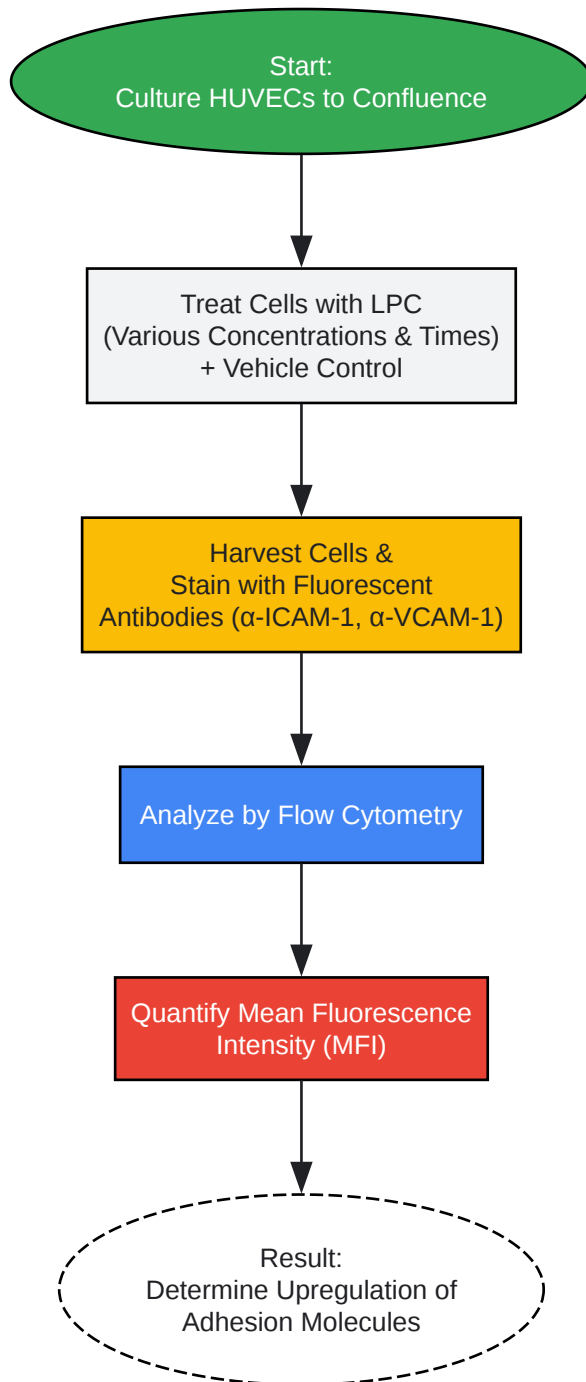 Start:
Culture HUVECs to Confluence
Treat Cells with LPC
(Various Concentrations & Times)
+ Vehicle Control
Harvest Cells &
Stain with Fluorescent
Antibodies (α-ICAM-1, α-VCAM-1)
Analyze by Flow Cytometry
Quantify Mean Fluorescence
Intensity (MFI)
Result:
Determine Upregulation of
Adhesion Molecules